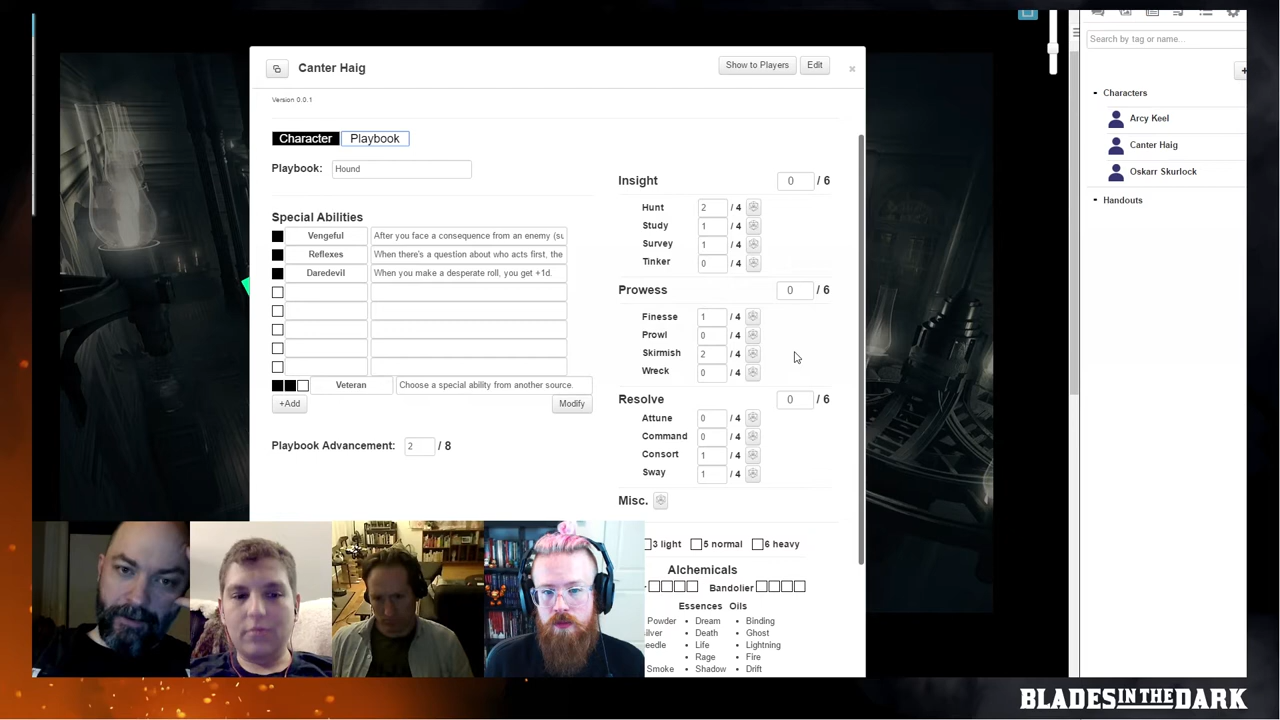 Canter Haig
Show to Players
Edit
Version 0.0.1
Character
Playbook
Playbook:
Hound
Special Abilities
Vengeful
After you face a consequence from an enemy (su
Reflexes
When there's a question about who acts first, the
Daredevil
When you make a desperate roll, you get +1d.
Veteran
Choose a special ability from another source.
+Add
Modify
Playbook Advancement:
2
/ 8
Insight
0
/ 6
Hunt
2
/ 4
Study
1
/ 4
Survey
1
/ 4
Tinker
0
/ 4
Prowess
0
/ 6
Finesse
1
/ 4
Prowl
0
/ 4
Skirmish
2
/ 4
Wreck
0
/ 4
Resolve
0
/ 6
Attune
0
/ 4
Command
0
/ 4
Consort
1
/ 4
Sway
1
/ 4
Misc.
3 light
5 normal
6 heavy
Alchemicals
Bandolier
Essences
Oils
Powder
Dream
Binding
Death
Ghost
Life
Lightning
Rage
Fire
Smoke
Shadow
Drift
Search by tag or name...
Characters
Arcy Keel
Canter Haig
Oskarr Skurlock
Handouts
BLADES IN THE DARK